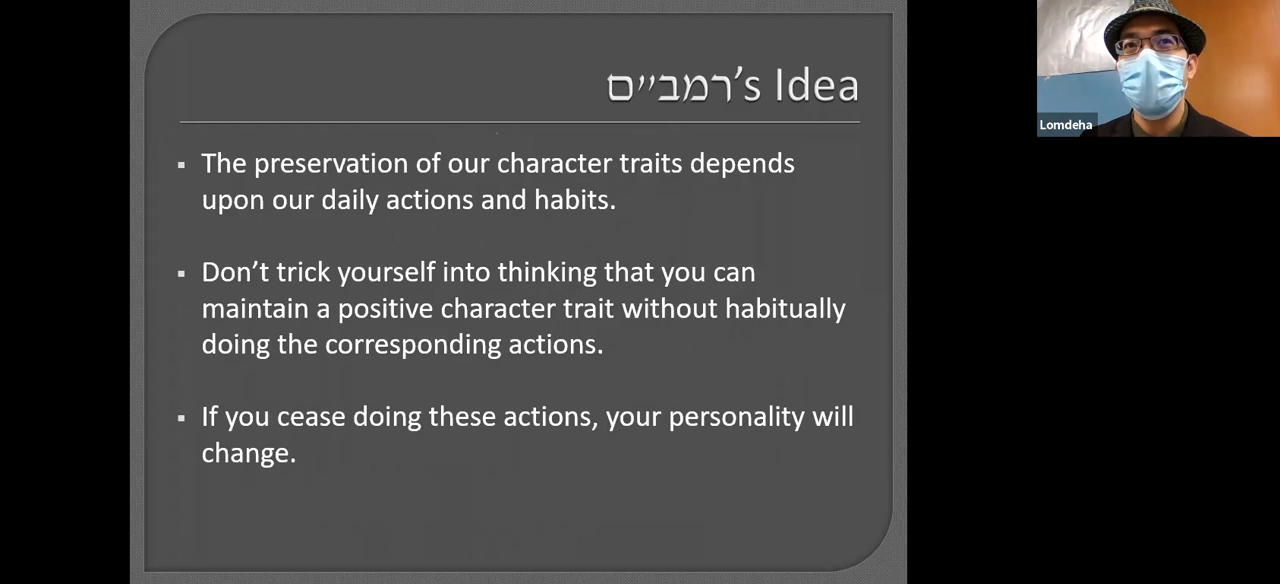 רמב״ם’s Idea
▪ The preservation of our character traits depends
upon our daily actions and habits.
▪ Don’t trick yourself into thinking that you can
maintain a positive character trait without habitually
doing the corresponding actions.
▪ If you cease doing these actions, your personality will
change.
Lomdeha